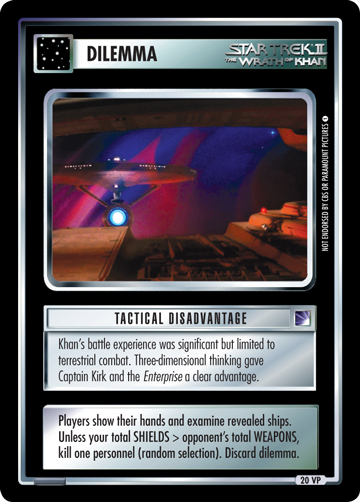 DILEMMA
STAR TREK II
THE WRATH OF KHAN
NOT ENDORSED BY CBS OR PARAMOUNT PICTURES
TACTICAL DISADVANTAGE
Khan's battle experience was significant but limited to
terrestrial combat. Three-dimensional thinking gave
Captain Kirk and the Enterprise a clear advantage.
Players show their hands and examine revealed ships.
Unless your total SHIELDS > opponent's total WEAPONS,
kill one personnel (random selection). Discard dilemma.
20 VP